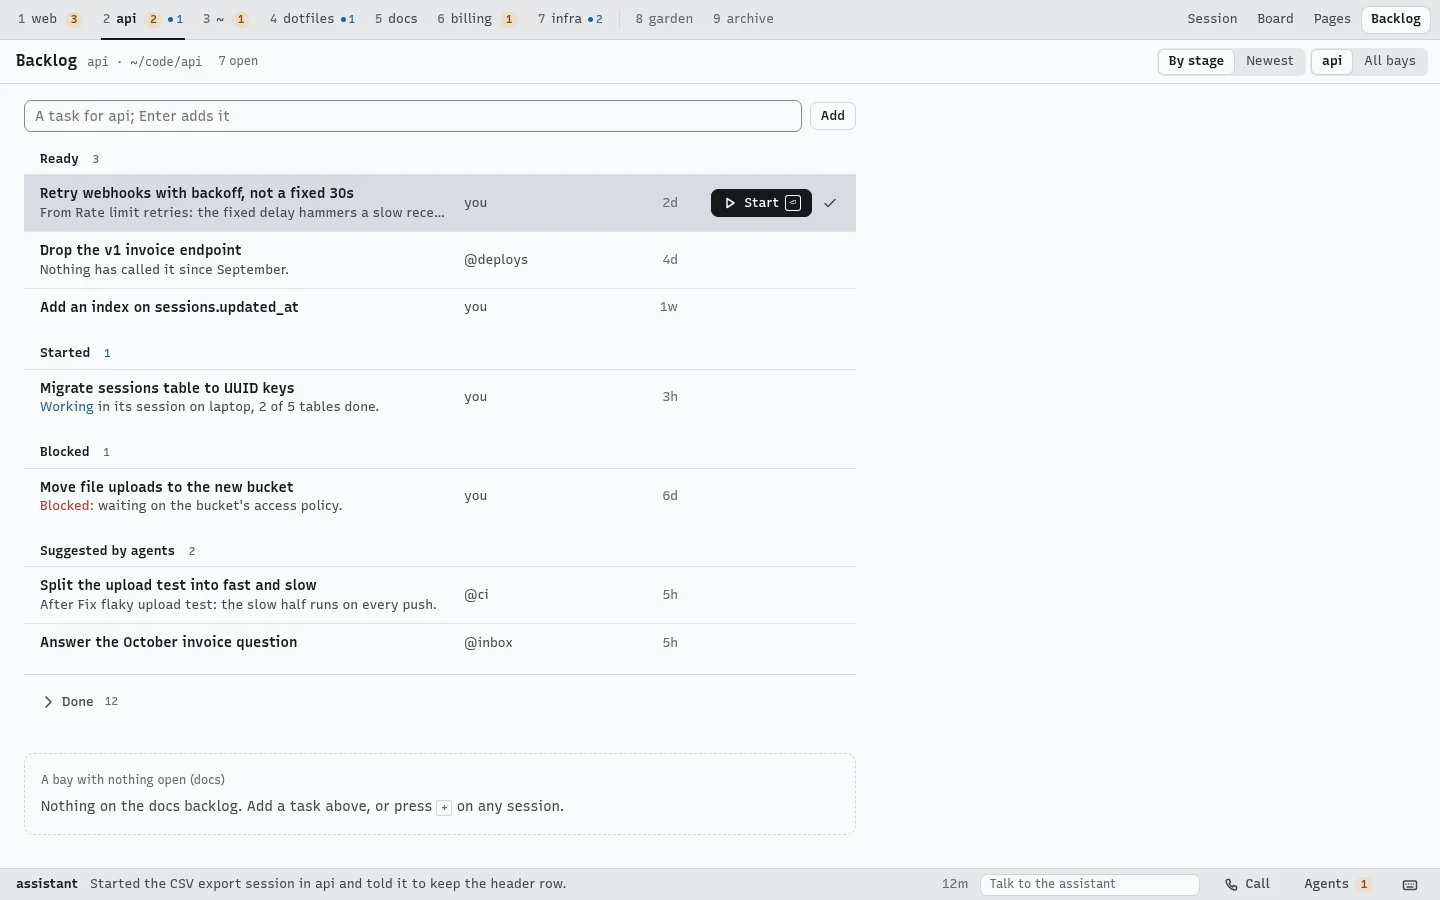 1 web 3 2 api 2 •1 3 ~ 1 4 dotfiles •1 5 docs 6 billing 1 7 infra •2 8 garden 9 archive Session Board Pages Backlog
Backlog api · ~/code/api 7 open By stage Newest api All bays
A task for api; Enter adds it Add
Ready 3
Retry webhooks with backoff, not a fixed 30s
From Rate limit retries: the fixed delay hammers a slow rece… you 2d Start ⏎
Drop the v1 invoice endpoint
Nothing has called it since September. @deploys 4d
Add an index on sessions.updated_at you 1w
Started 1
Migrate sessions table to UUID keys
Working in its session on laptop, 2 of 5 tables done. you 3h
Blocked 1
Move file uploads to the new bucket
Blocked: waiting on the bucket's access policy. you 6d
Suggested by agents 2
Split the upload test into fast and slow
After Fix flaky upload test: the slow half runs on every push. @ci 5h
Answer the October invoice question @inbox 5h
Done 12
A bay with nothing open (docs)
Nothing on the docs backlog. Add a task above, or press + on any session.
assistant Started the CSV export session in api and told it to keep the header row. 12m Talk to the assistant Call Agents 1